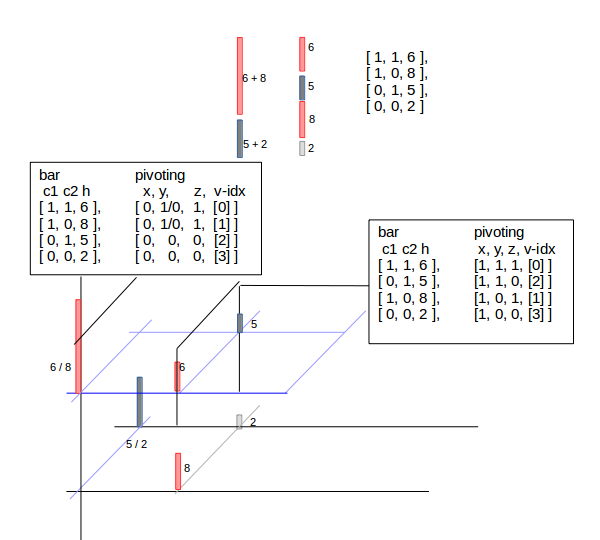 6
[ 1, 1, 6 ],
[ 1, 0, 8 ],
[ 0, 1, 5 ],
[ 0, 0, 2 ]
6 + 8
5
8
5 + 2
2
bar pivoting
c1 c2 h x, y, z, v-idx
[ 1, 1, 6 ], [ 0, 1/0, 1, [0] ]
[ 1, 0, 8 ], [ 0, 1/0, 1, [1] ]
[ 0, 1, 5 ], [ 0, 0, 0, [2] ]
[ 0, 0, 2 ], [ 0, 0, 0, [3] ]
bar pivoting
c1 c2 h x, y, z, v-idx
[ 1, 1, 6 ], [1, 1, 1, [0] ]
[ 0, 1, 5 ], [1, 1, 0, [2] ]
[ 1, 0, 8 ], [1, 0, 1, [1] ]
[ 0, 0, 2 ], [1, 0, 0, [3] ]
5
6 / 8
6
2
5 / 2
8